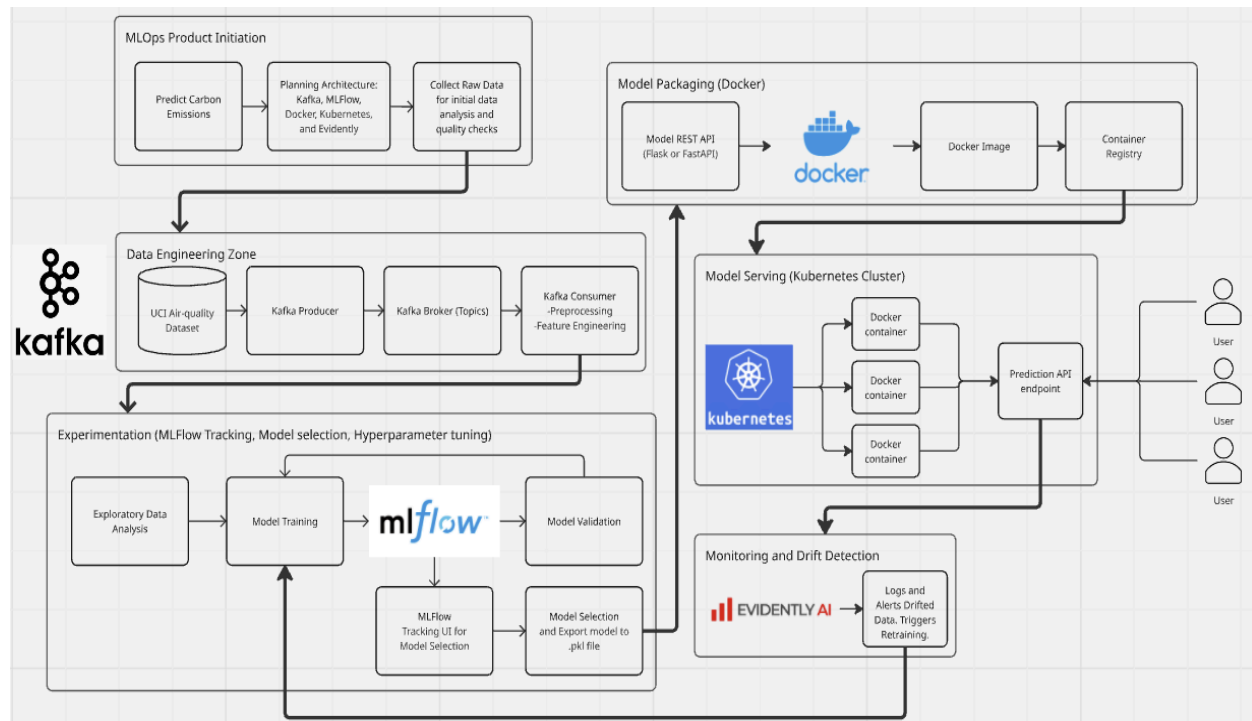 MLOps Product Initiation
Predict Carbon
Emissions
Planning Architecture:
Kafka, MLFlow,
Docker, Kubernetes,
and Evidently
Collect Raw Data
for initial data
analysis and
quality checks
kafka
Data Engineering Zone
UCI Air-quality
Dataset
Kafka Producer
Kafka Broker (Topics)
Kafka Consumer
-Preprocessing
-Feature Engineering
Experimentation (MLFlow Tracking, Model selection, Hyperparameter tuning)
Exploratory Data
Analysis
Model Training
mlflow™
Model Validation
MLFlow
Tracking UI for
Model Selection
Model Selection
and Export model to
.pkl file
Model Packaging (Docker)
Model REST API
(Flask or FastAPI)
docker
Docker Image
Container
Registry
Model Serving (Kubernetes Cluster)
kubernetes
Docker
container
Docker
container
Docker
container
Prediction API
endpoint
User
User
User
Monitoring and Drift Detection
EVIDENTLY AI
Logs and
Alerts Drifted
Data. Triggers
Retraining.